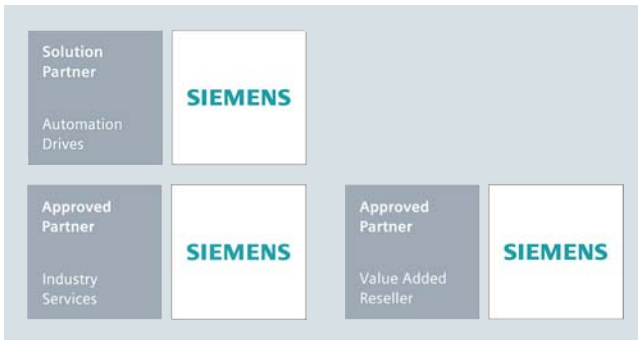 Solution
Partner
Automation
Drives
SIEMENS
Approved
Partner
Industry
Services
SIEMENS
Approved
Partner
Value Added
Reseller
SIEMENS